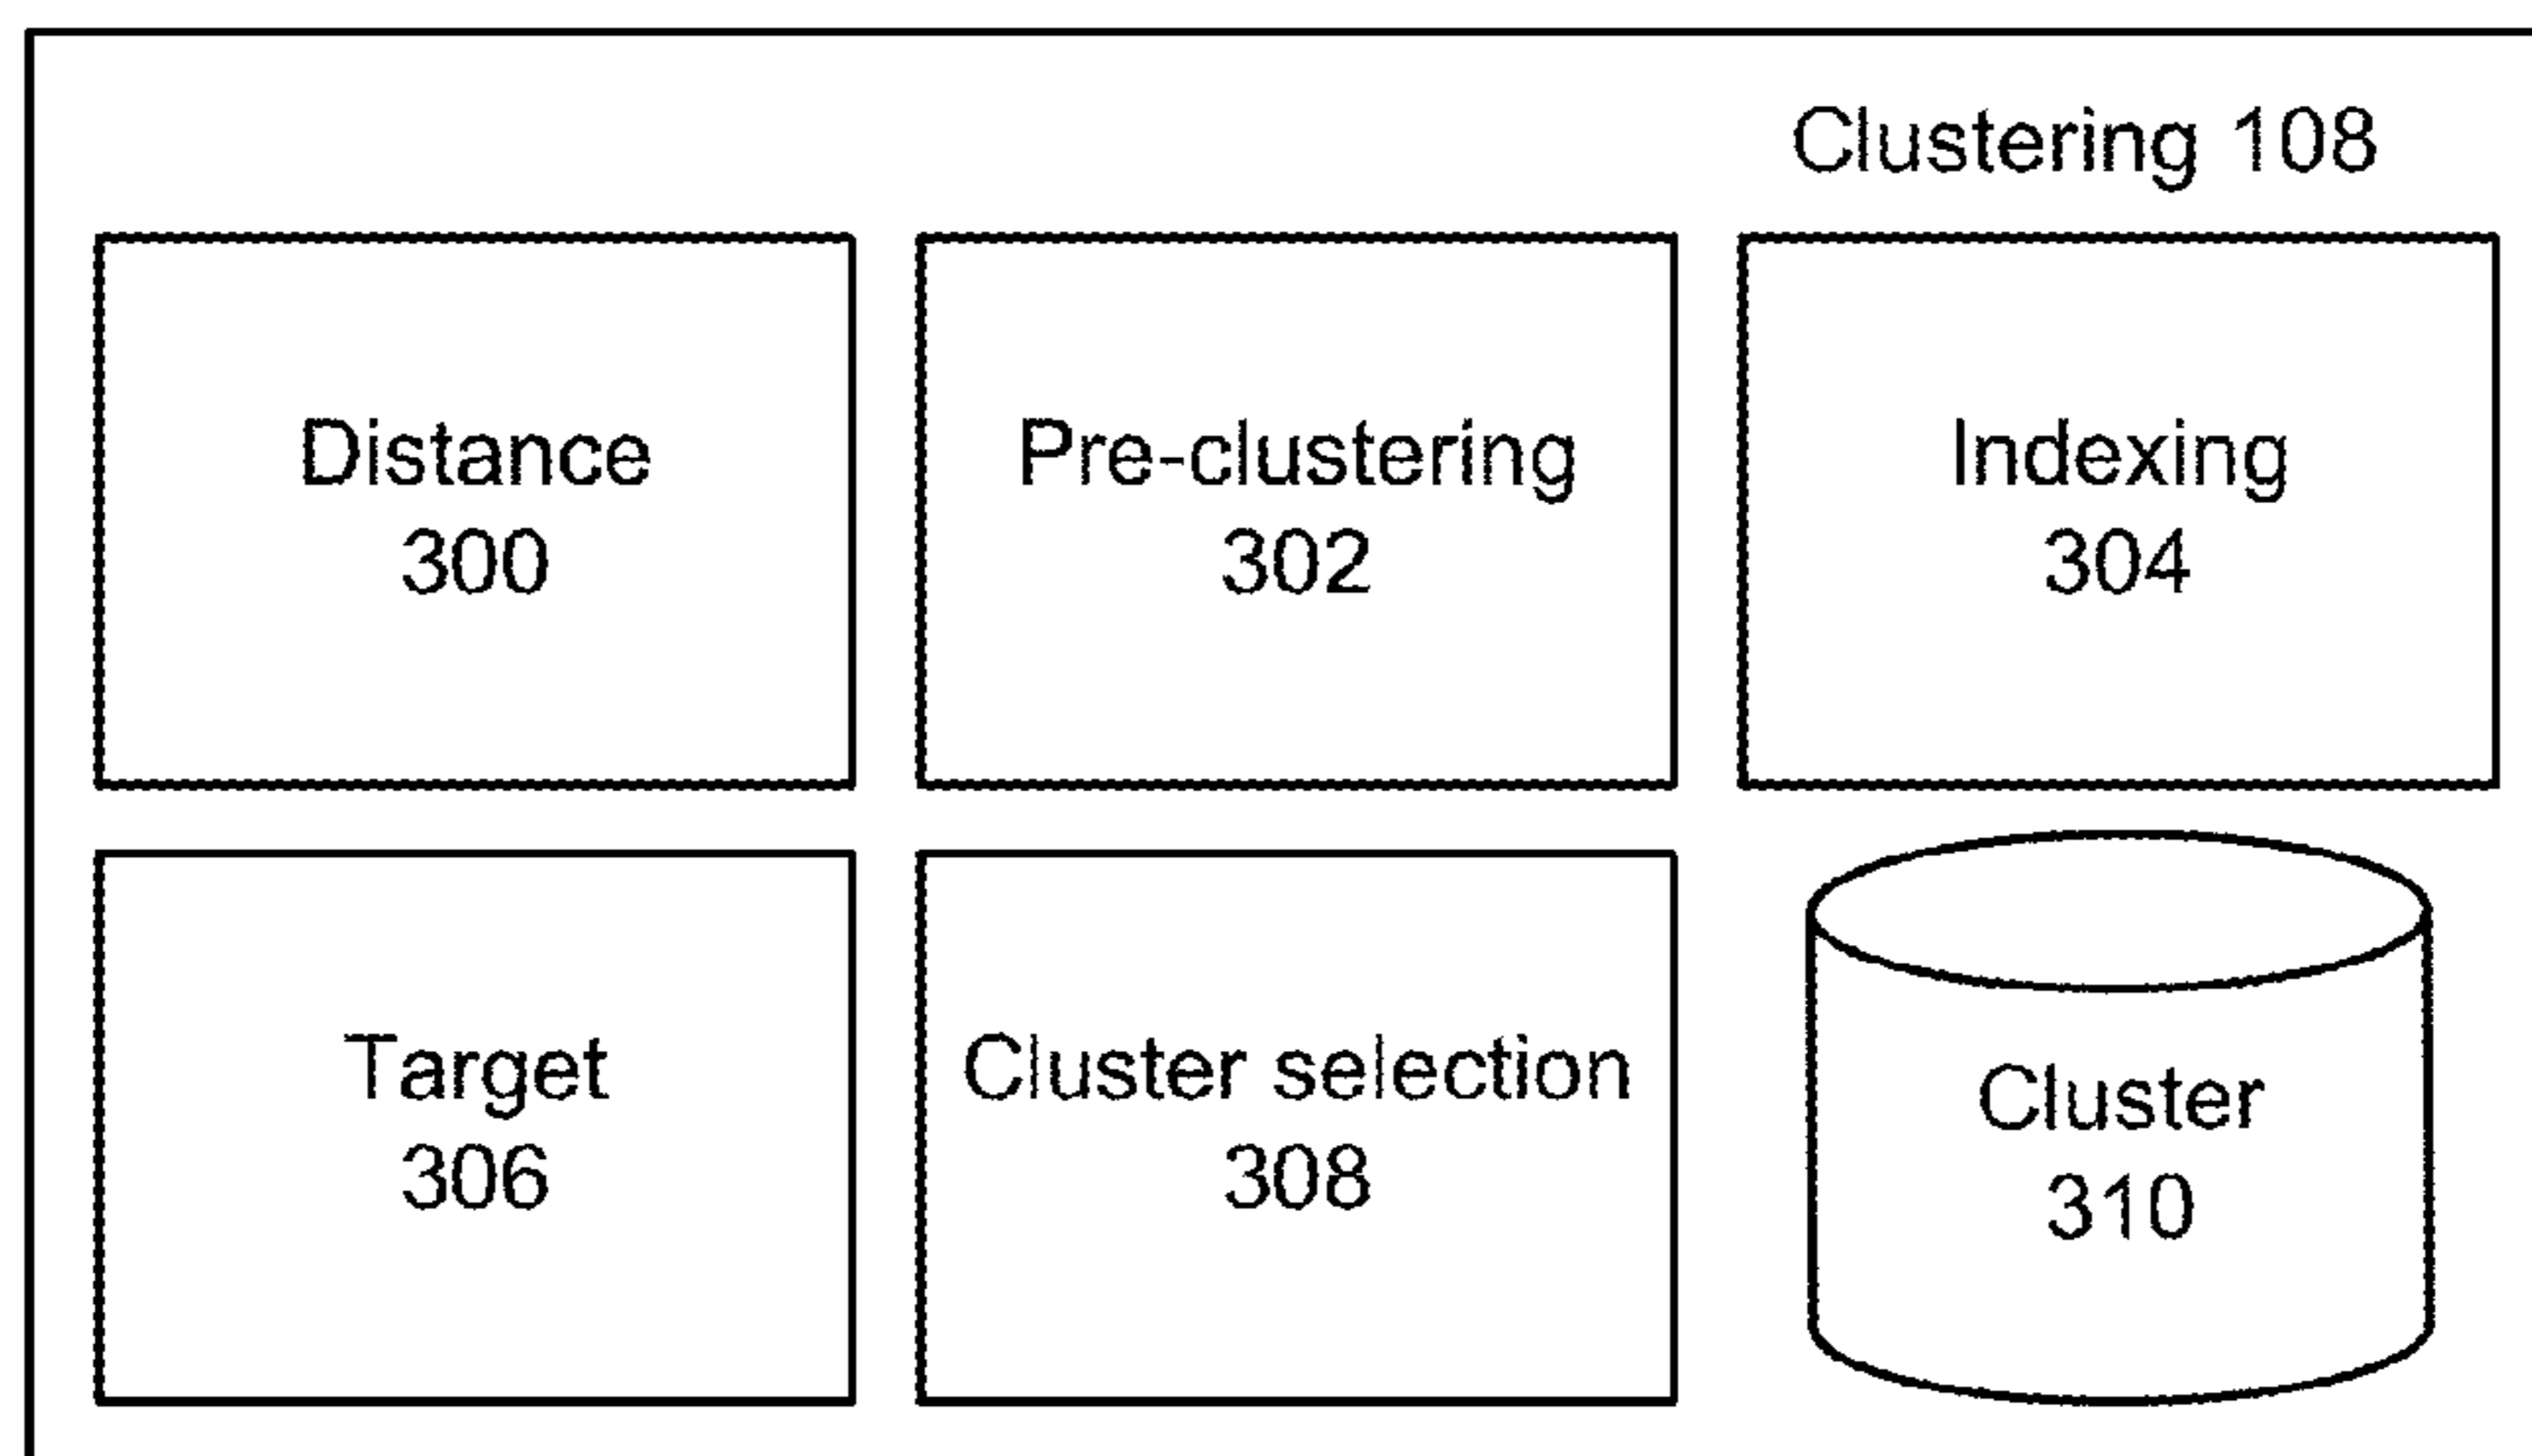 Clustering 108
Distance
300
Pre-clustering
302
Indexing
304
Target
306
Cluster selection
308
Cluster
310